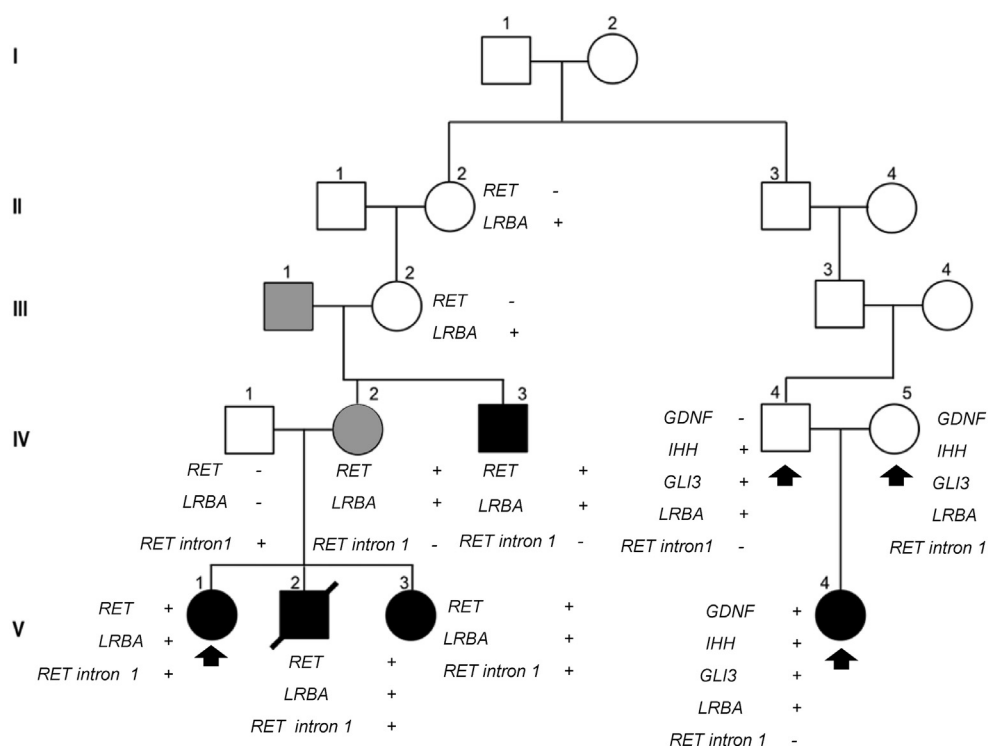 I
1 2
II
1 2 3 4
RET -
LRBA +
III
1 2 3 4
RET -
LRBA +
IV
1 2 3 4 5
RET - RET + RET +
LRBA - LRBA + LRBA +
RET intron1 + RET intron 1 - RET intron 1 -
GDNF - GDNF
IHH + IHH
GLI3 + GLI3
LRBA + LRBA
RET intron1 - RET intron 1
V
1 2 3 4
RET +
LRBA +
RET intron 1 +
RET +
LRBA +
RET intron 1 +
RET +
LRBA +
RET intron 1 +
GDNF +
IHH +
GLI3 +
LRBA +
RET intron 1 -